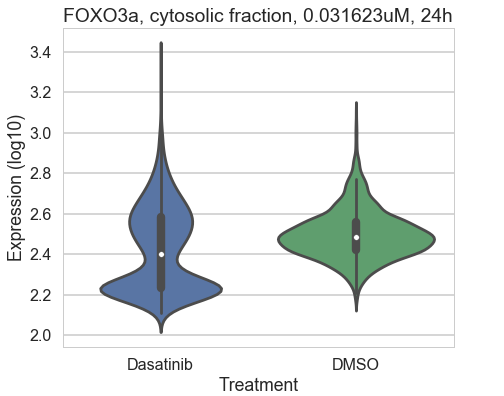 FOXO3a, cytosolic fraction, 0.031623uM, 24h
Expression (log10)
3.4
3.2
3.0
2.8
2.6
2.4
2.2
2.0
Dasatinib
DMSO
Treatment